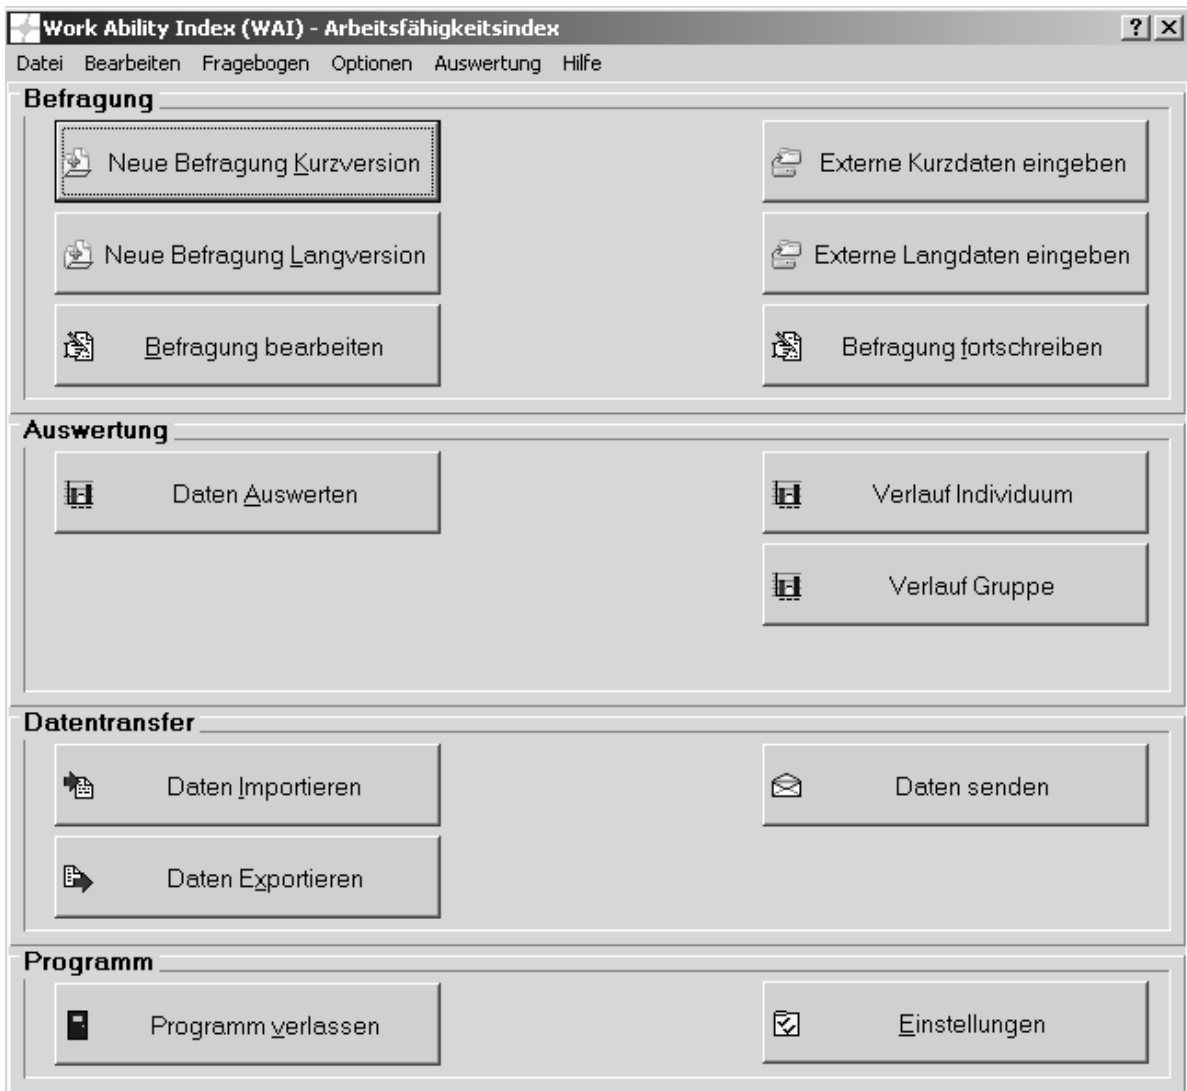 Work Ability Index (WAI) - Arbeitsfähigkeitsindex
Datei Bearbeiten Fragebogen Optionen Auswertung Hilfe
Befragung
Neue Befragung Kurzversion
Externe Kurzdaten eingeben
Neue Befragung Langversion
Externe Langdaten eingeben
Befragung bearbeiten
Befragung fortschreiben
Auswertung
Daten Auswerten
Verlauf Individuum
Verlauf Gruppe
Datentransfer
Daten Importieren
Daten senden
Daten Exportieren
Programm
Programm verlassen
Einstellungen